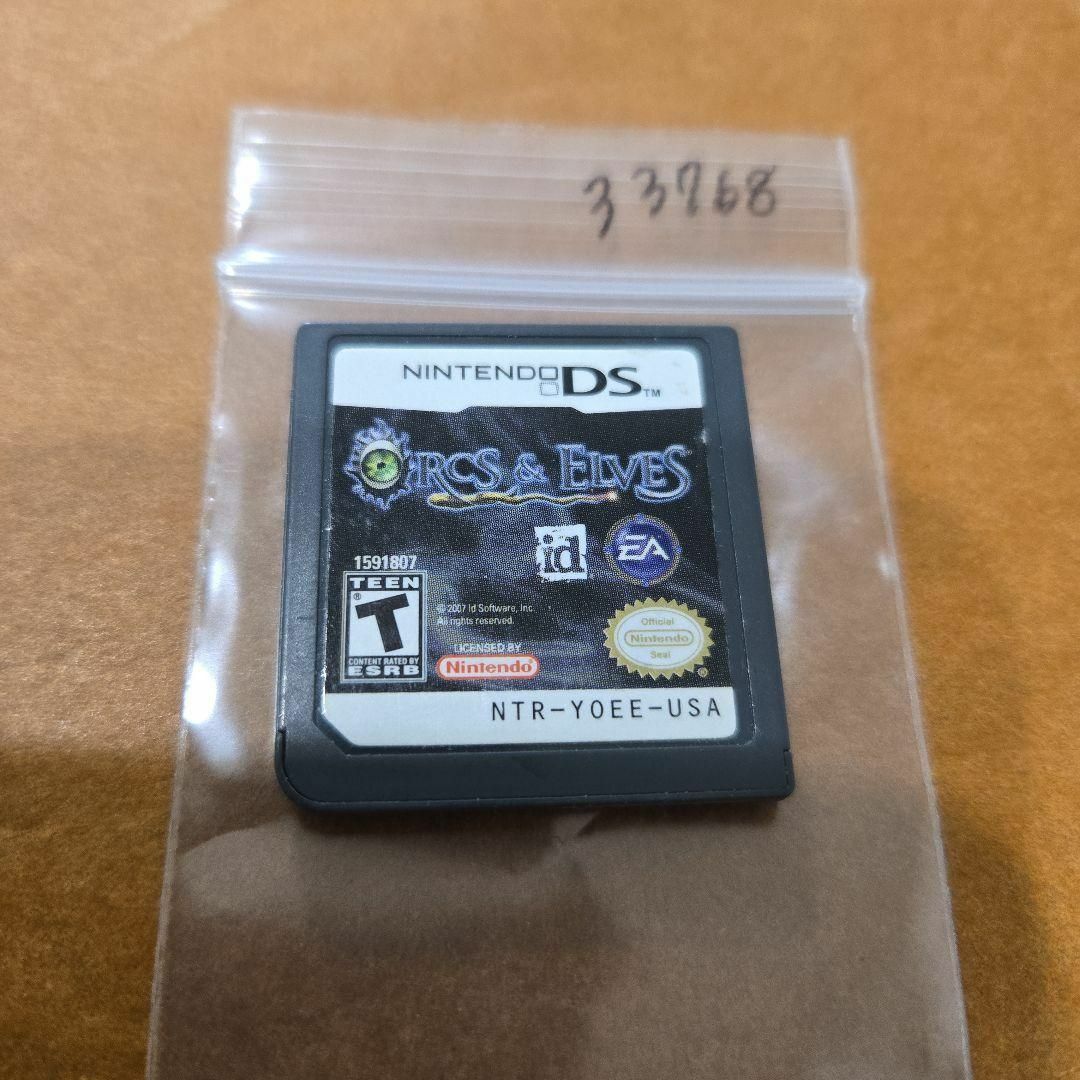 33768
NINTENDO DS™
ORCS & ELVES
id
EA
1591807
TEEN
®
T
CONTENT RATED BY
ESRB
© 2007 Id Software, Inc.
All rights reserved.
LICENSED BY
Nintendo®
Official
Nintendo
Seal
®
NTR-YOEE-USA